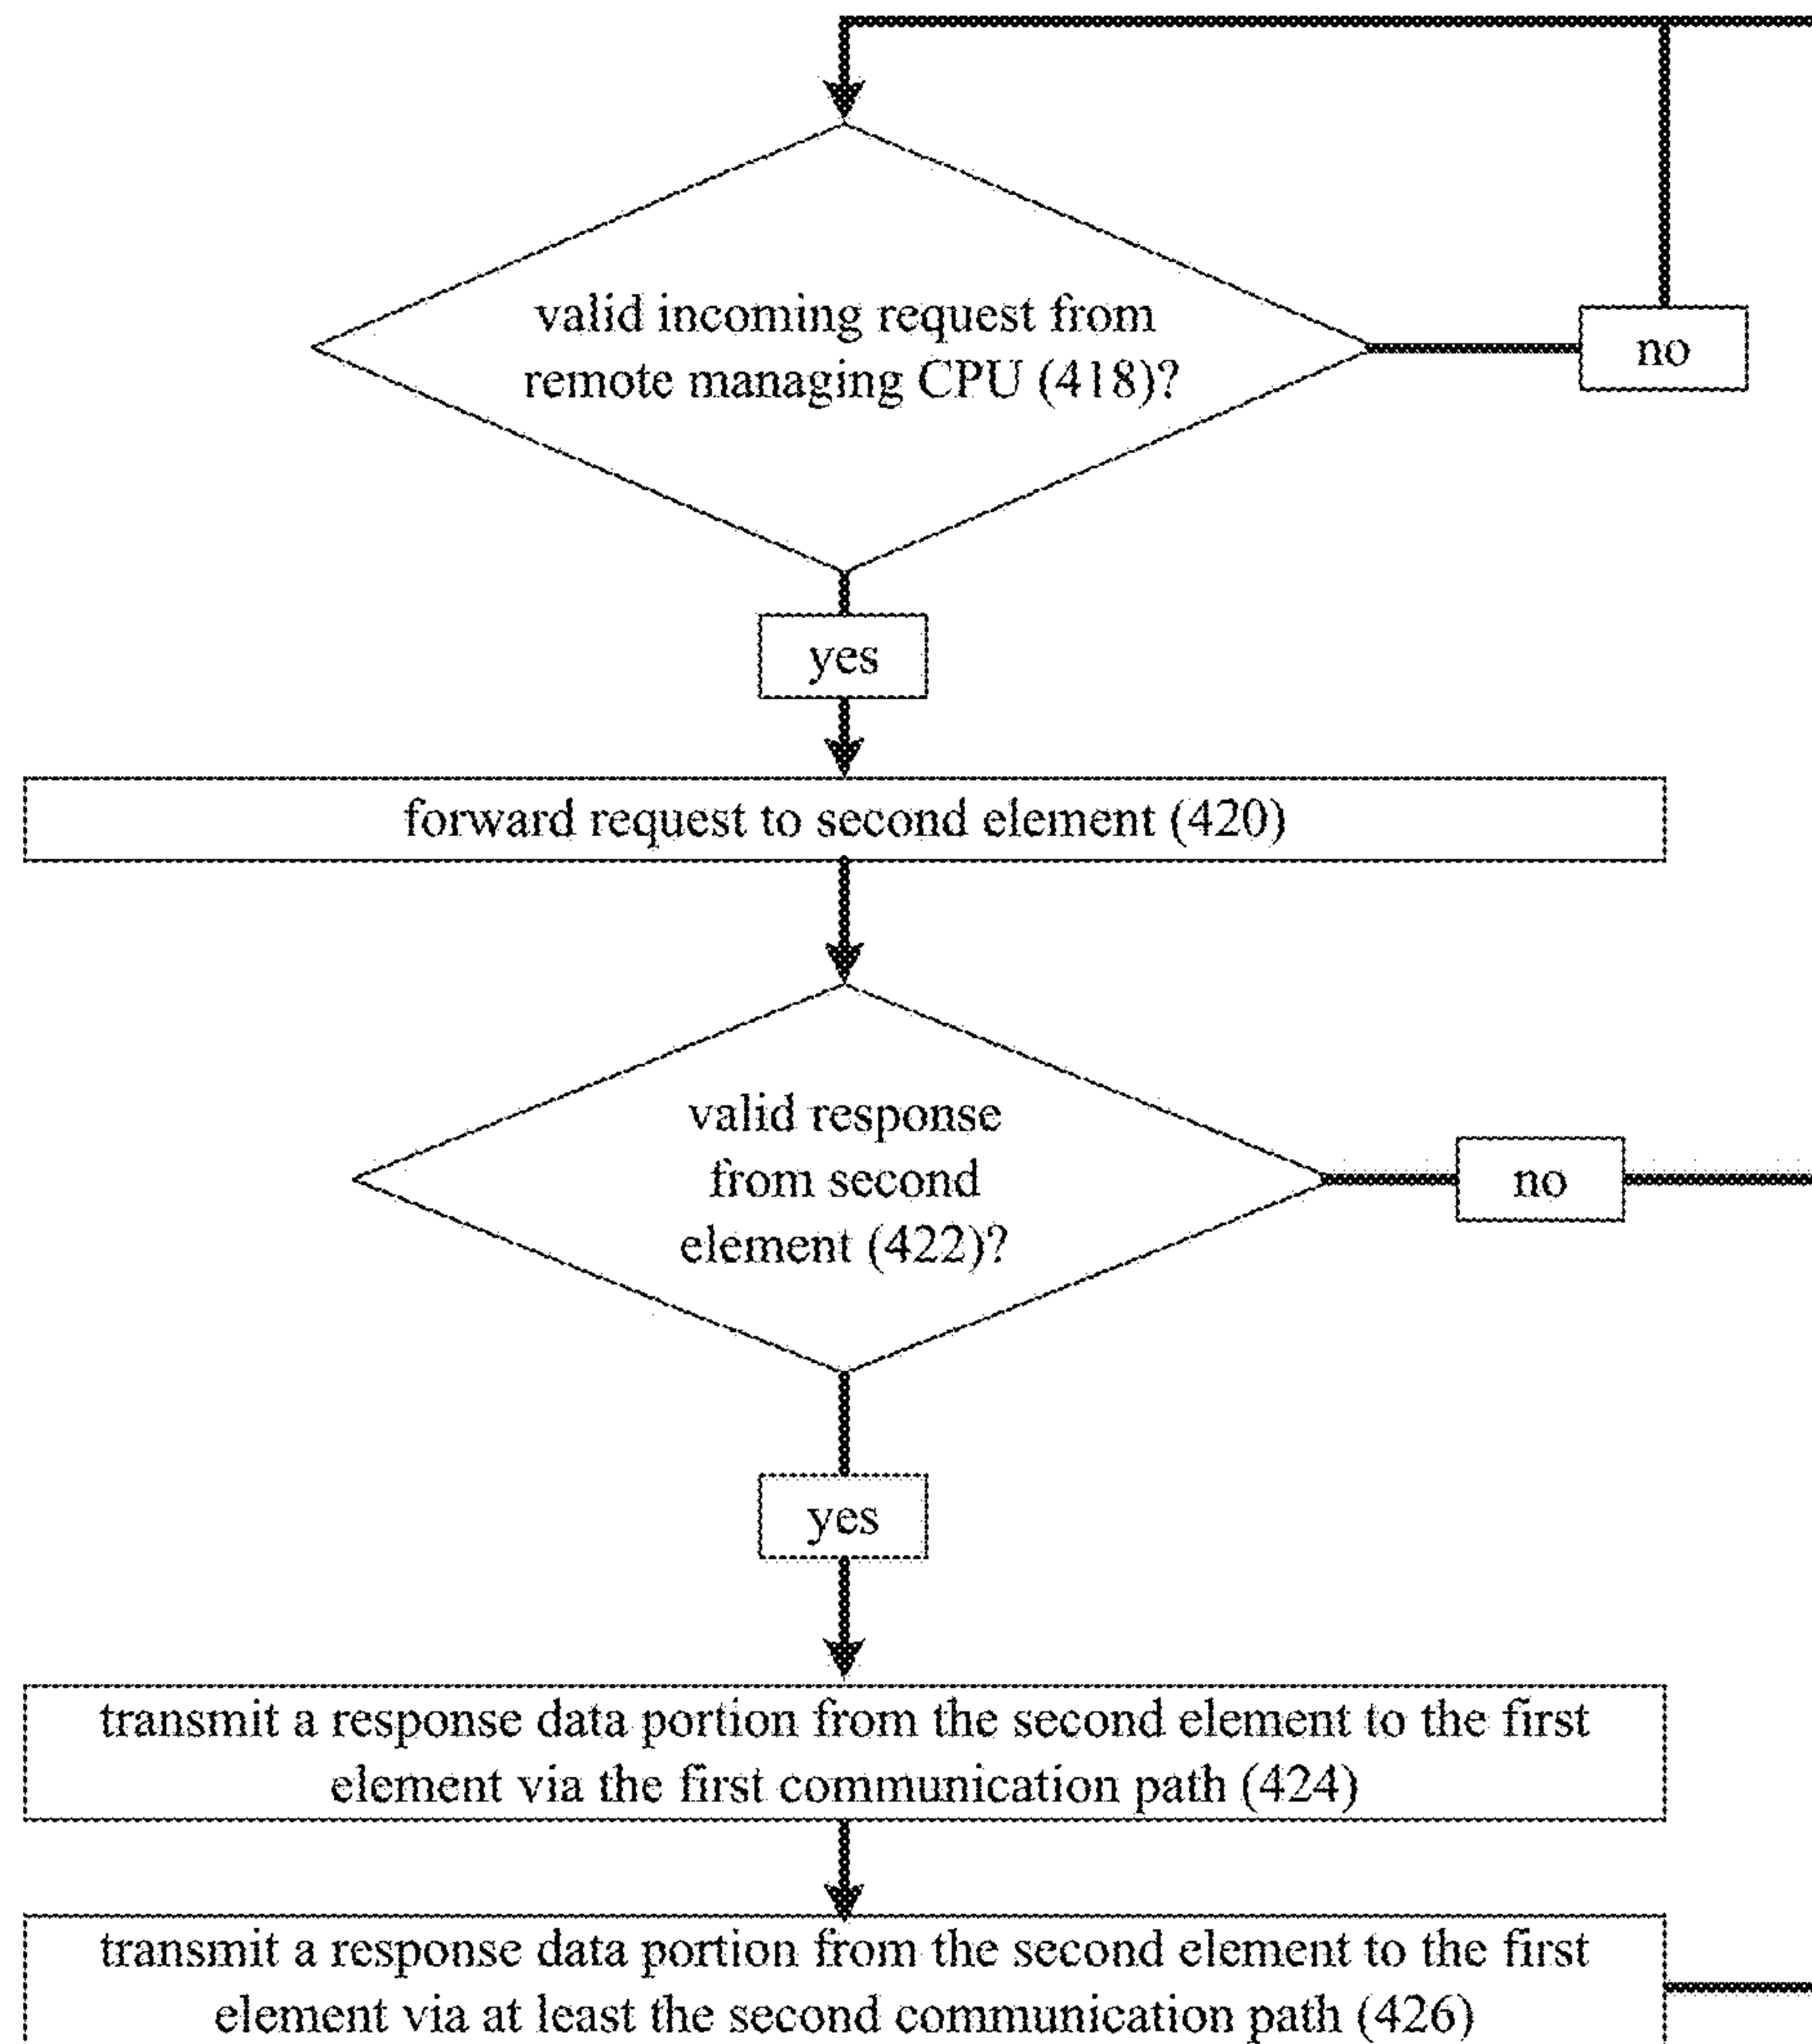 valid incoming request from
remote managing CPU (418)?
no
yes
forward request to second element (420)
valid response
from second
element (422)?
no
yes
transmit a response data portion from the second element to the first
element via the first communication path (424)
transmit a response data portion from the second element to the first
element via at least the second communication path (426)